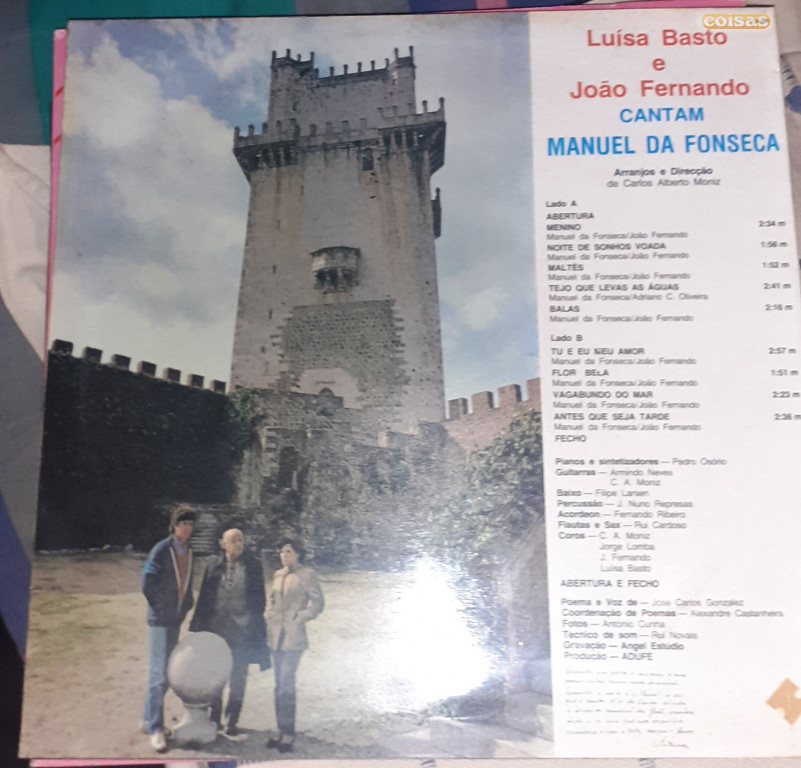 coisas
Luísa Basto
e
João Fernando
CANTAM
MANUEL DA FONSECA
Arranjos e Direcção
de Carlos Alberto Moniz
Lado A
ABERTURA
MENINO 2:34 m
Manuel da Fonseca/João Fernando
NOITE DE SONHOS VOADA 1:56 m
Manuel da Fonseca/João Fernando
MALTÊS 1:52 m
Manuel da Fonseca/João Fernando
TEJO QUE LEVAS AS ÁGUAS 2:41 m
Manuel da Fonseca/Adriano C. Oliveira
BALAS 2:16 m
Manuel da Fonseca/João Fernando
Lado B
TU E EU MEU AMOR 2:57 m
Manuel da Fonseca/João Fernando
FLOR BELA 1:51 m
Manuel da Fonseca/João Fernando
VAGABUNDO DO MAR 2:23 m
Manuel da Fonseca/João Fernando
ANTES QUE SEJA TARDE 2:36 m
Manuel da Fonseca/João Fernando
FECHO
Pianos e sintetizadores — Pedro Osório
Guitarras — Armindo Neves
C. A. Moniz
Baixo — Filipe Larsen
Percussão — J. Nuno Represas
Acordeon — Fernando Ribeiro
Flautas e Sax — Rui Cardoso
Coros — C. A. Moniz
Jorge Lomba
J. Fernando
Luísa Basto
ABERTURA E FECHO
Poema e Voz de — José Carlos Gonzalez
Coordenação de Poemas — Alexandre Castanheira
Fotos — António Cunha
Técnico de som — Rui Novais
Gravação — Angel Estúdio
Produção — ADUFE